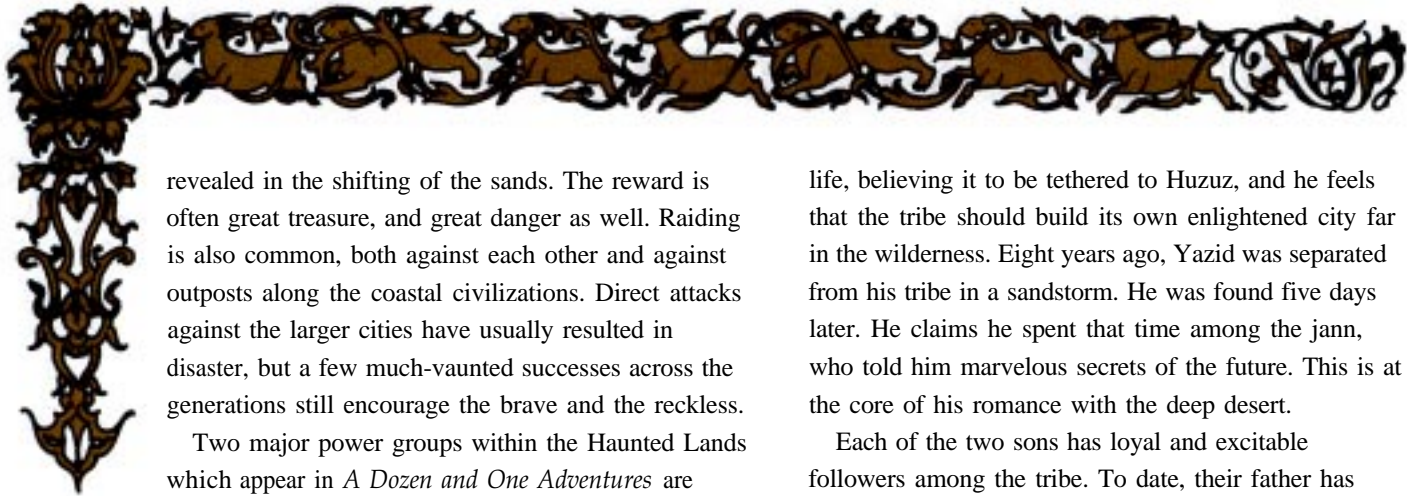 revealed in the shifting of the sands. The reward is
often great treasure, and great danger as well. Raiding
is also common, both against each other and against
outposts along the coastal civilizations. Direct attacks
against the larger cities have usually resulted in
disaster, but a few much-vaunted successes across the
generations still encourage the brave and the reckless.
Two major power groups within the Haunted Lands
which appear in A Dozen and One Adventures are
life, believing it to be tethered to Huzuz, and he feels
that the tribe should build its own enlightened city far
in the wilderness. Eight years ago, Yazid was separated
from his tribe in a sandstorm. He was found five days
later. He claims he spent that time among the jann,
who told him marvelous secrets of the future. This is at
the core of his romance with the deep desert.
Each of the two sons has loyal and excitable
followers among the tribe. To date, their father has